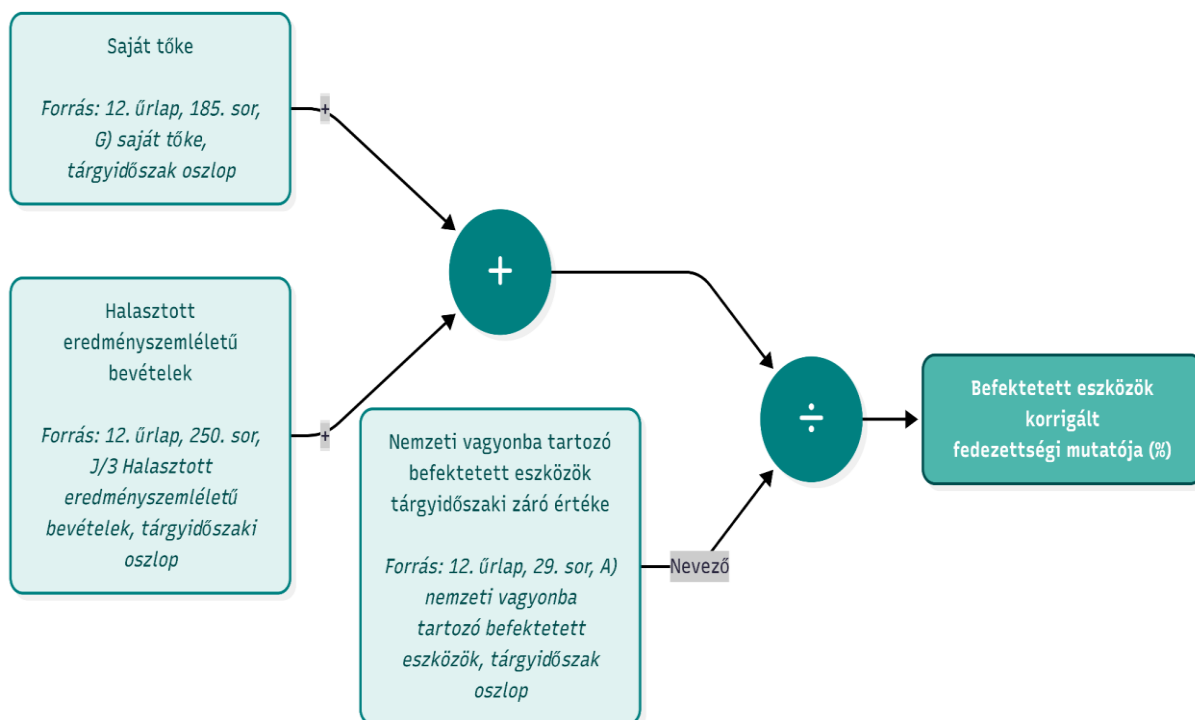 Saját tőke
Forrás: 12. űrlap, 185. sor,
G) saját tőke,
tárgyidőszak oszlop
+
+
Halasztott
eredményszemléletű
bevételek
Forrás: 12. űrlap, 250. sor,
J/3 Halasztott
eredményszemléletű
bevételek, tárgyidőszaki
oszlop
+
Nemzeti vagyonba tartozó
befektetett eszközök
tárgyidőszaki záró értéke
Forrás: 12. űrlap, 29. sor, A)
nemzeti vagyonba
tartozó befektetett
eszközök, tárgyidőszak
oszlop
Nevező
÷
Befektetett eszközök
korrigált
fedezettségi mutatója (%)